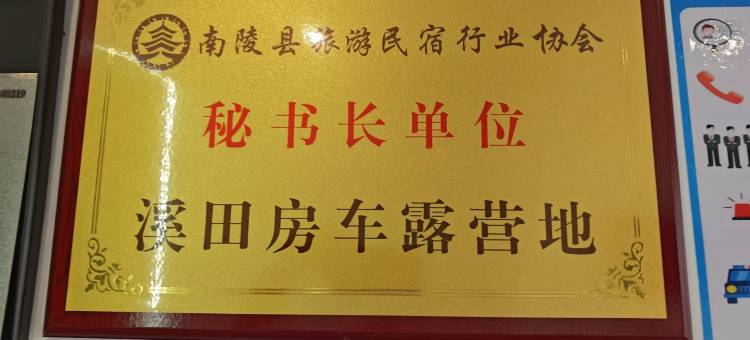 南陵县旅游民宿行业协会
秘书长单位
溪田房车露营地